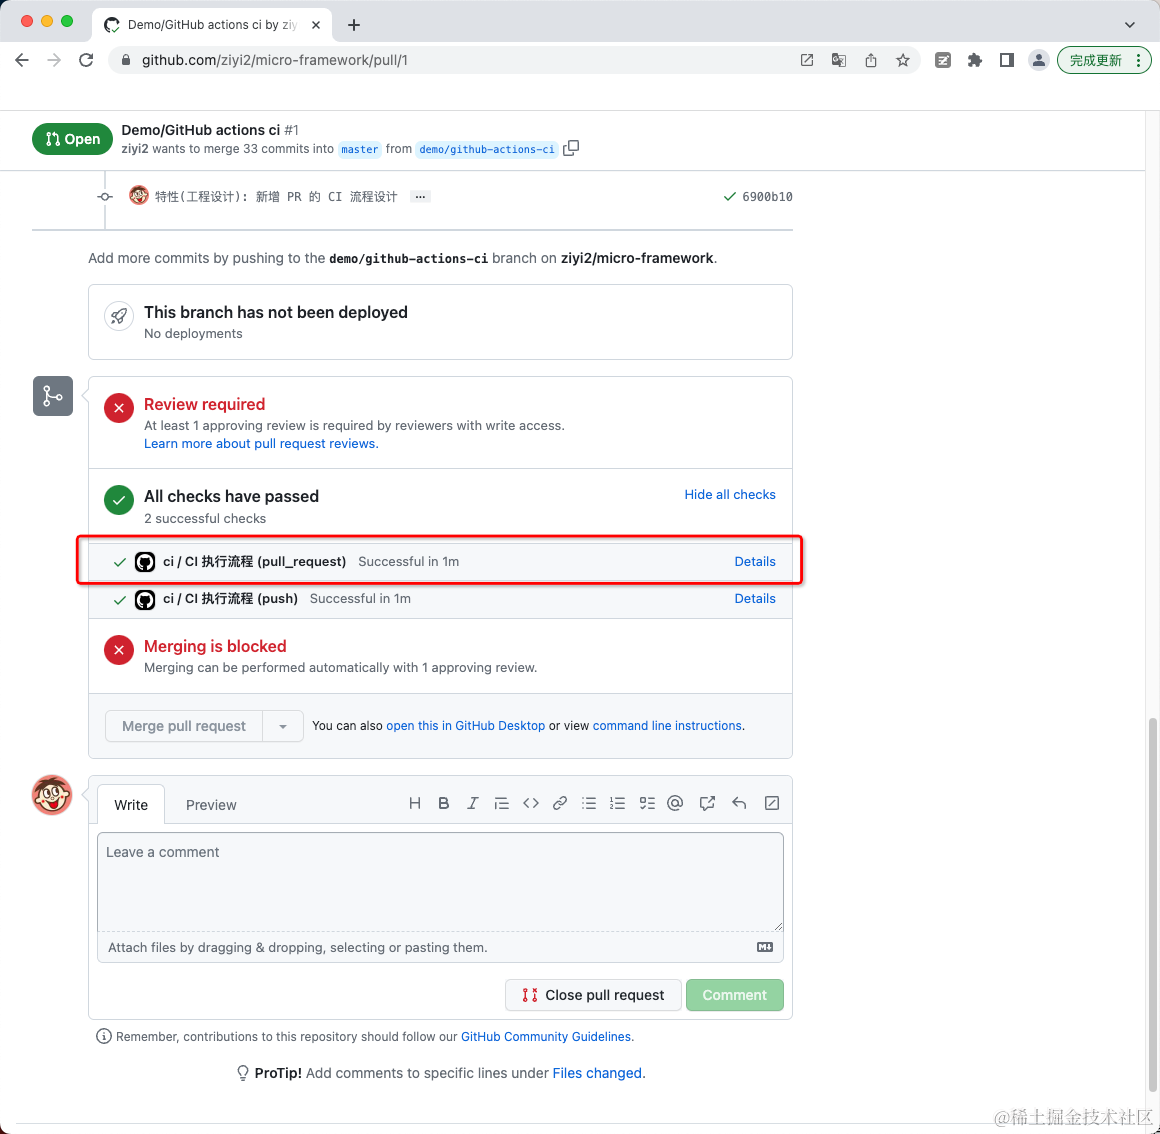 Demo/GitHub actions ci by ziy
github.com/ziyi2/micro-framework/pull/1
完成更新
Open
Demo/GitHub actions ci #1
ziyi2 wants to merge 33 commits into master from demo/github-actions-ci
特性(工程设计): 新增 PR 的 CI 流程设计 ...
6900b10
Add more commits by pushing to the demo/github-actions-ci branch on ziyi2/micro-framework.
This branch has not been deployed
No deployments
Review required
At least 1 approving review is required by reviewers with write access.
Learn more about pull request reviews.
All checks have passed
Hide all checks
2 successful checks
ci / CI 执行流程 (pull_request) Successful in 1m Details
ci / CI 执行流程 (push) Successful in 1m Details
Merging is blocked
Merging can be performed automatically with 1 approving review.
Merge pull request
You can also open this in GitHub Desktop or view command line instructions.
Write
Preview
Leave a comment
Attach files by dragging & dropping, selecting or pasting them.
Close pull request
Comment
Remember, contributions to this repository should follow our GitHub Community Guidelines.
ProTip! Add comments to specific lines under Files changed.
@稀土掘金技术社区